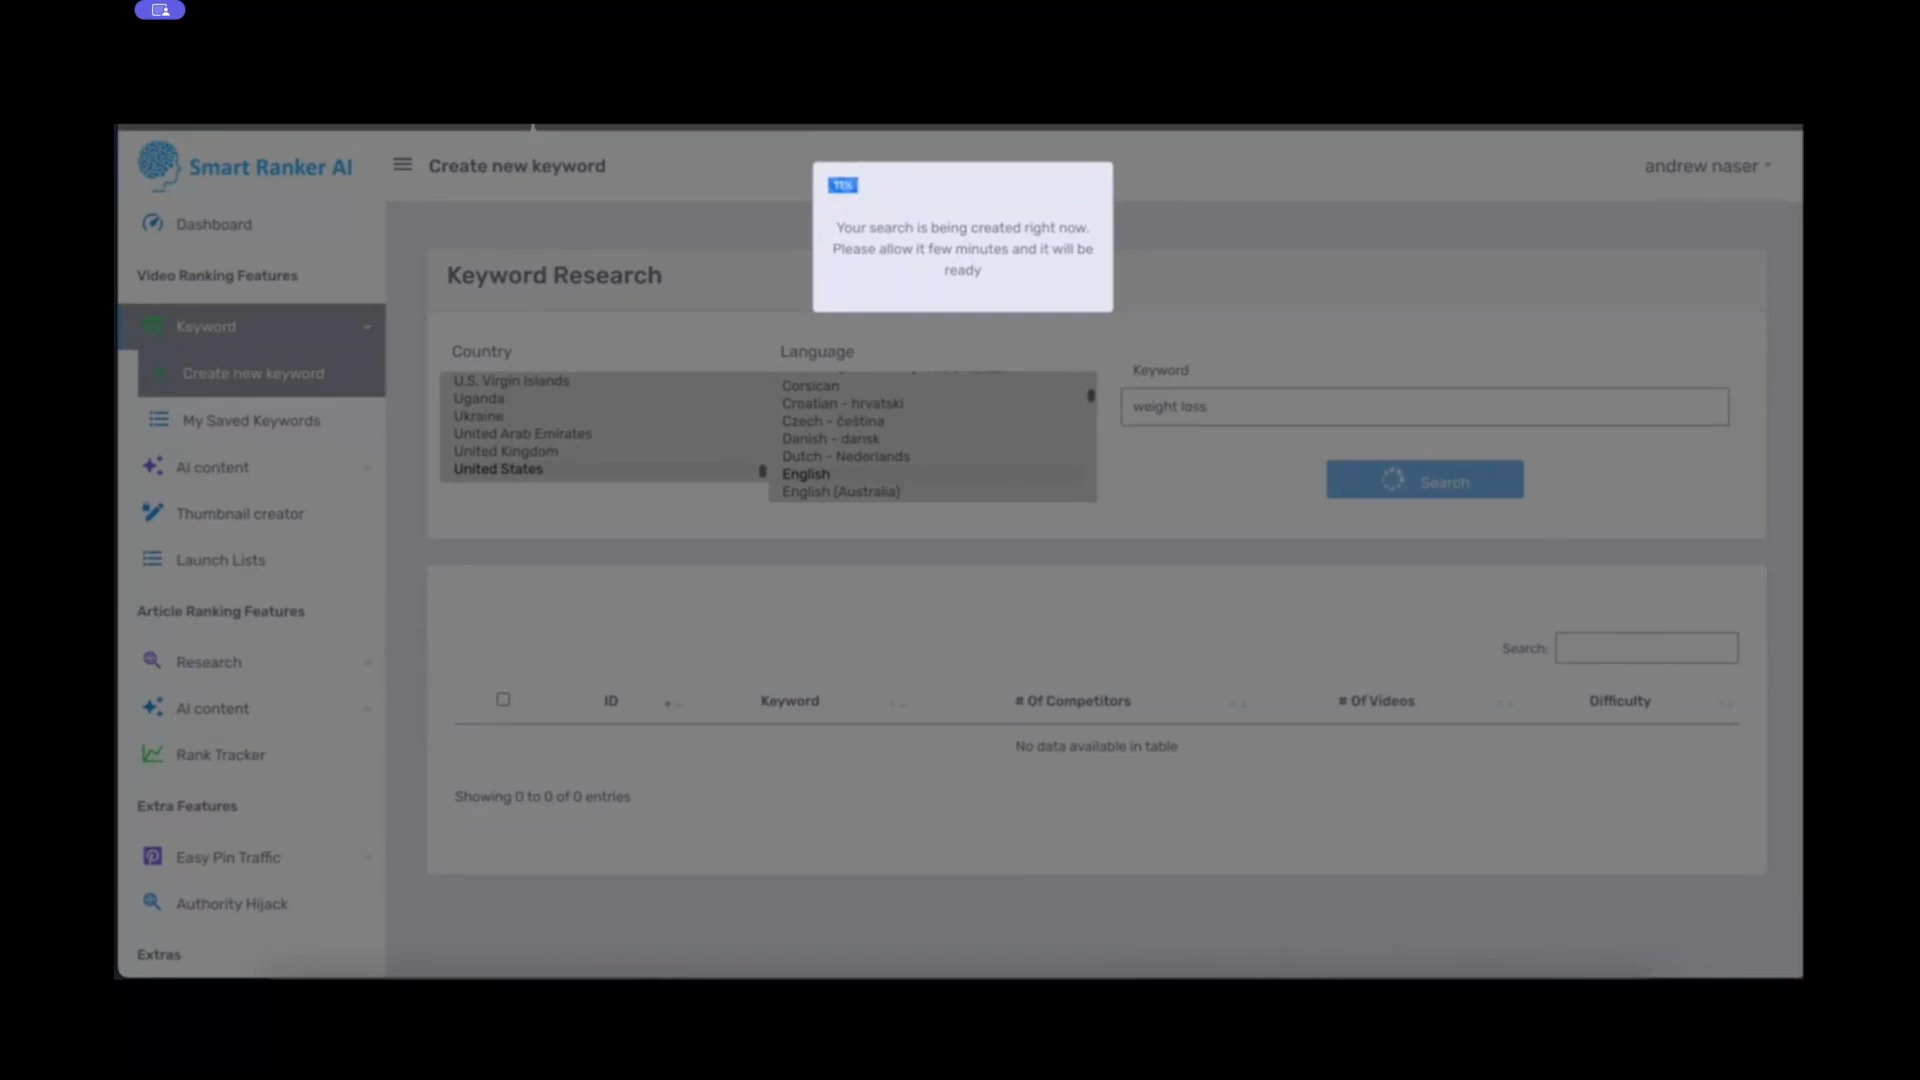 Smart Ranker AI
Create new keyword
andrew naser
11%
Your search is being created right now.
Please allow it few minutes and it will be
ready
Dashboard
Video Ranking Features
Keyword
Create new keyword
My Saved Keywords
AI content
Thumbnail creator
Launch Lists
Article Ranking Features
Research
AI content
Rank Tracker
Extra Features
Easy Pin Traffic
Authority Hijack
Extras
Keyword Research
Country
U.S. Virgin Islands
Uganda
Ukraine
United Arab Emirates
United Kingdom
United States
Language
Corsican
Croatian - hrvatski
Czech - čeština
Danish - dansk
Dutch - Nederlands
English
English (Australia)
Keyword
weight loss
Search
Search:
ID Keyword # Of Competitors # Of Videos Difficulty
No data available in table
Showing 0 to 0 of 0 entries